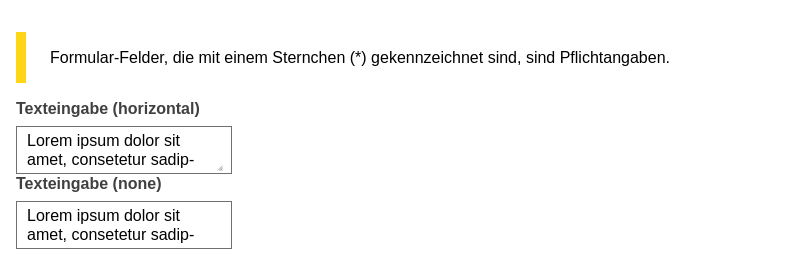 Formular-Felder, die mit einem Sternchen (*) gekennzeichnet sind, sind Pflichtangaben.
Texteingabe (horizontal)
Lorem ipsum dolor sit
amet, consetetur sadip-
Texteingabe (none)
Lorem ipsum dolor sit
amet, consetetur sadip-